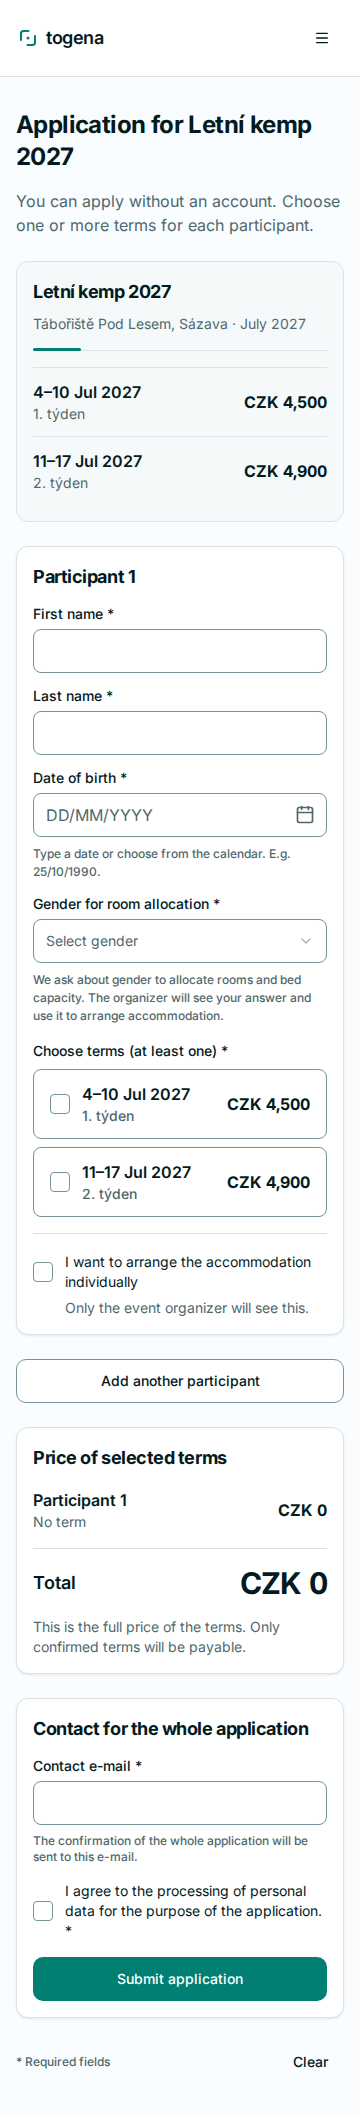 togena
Application for Letní kemp
2027
You can apply without an account. Choose
one or more terms for each participant.
Letní kemp 2027
Tábořiště Pod Lesem, Sázava · July 2027
4–10 Jul 2027
1. týden
CZK 4,500
11–17 Jul 2027
2. týden
CZK 4,900
Participant 1
First name *
Last name *
Date of birth *
DD/MM/YYYY
Type a date or choose from the calendar. E.g.
25/10/1990.
Gender for room allocation *
Select gender
We ask about gender to allocate rooms and bed
capacity. The organizer will see your answer and
use it to arrange accommodation.
Choose terms (at least one) *
4–10 Jul 2027
1. týden
CZK 4,500
11–17 Jul 2027
2. týden
CZK 4,900
I want to arrange the accommodation
individually
Only the event organizer will see this.
Add another participant
Price of selected terms
Participant 1
No term
CZK 0
Total
CZK 0
This is the full price of the terms. Only
confirmed terms will be payable.
Contact for the whole application
Contact e-mail *
The confirmation of the whole application will be
sent to this e-mail.
I agree to the processing of personal
data for the purpose of the application.
*
Submit application
* Required fields
Clear